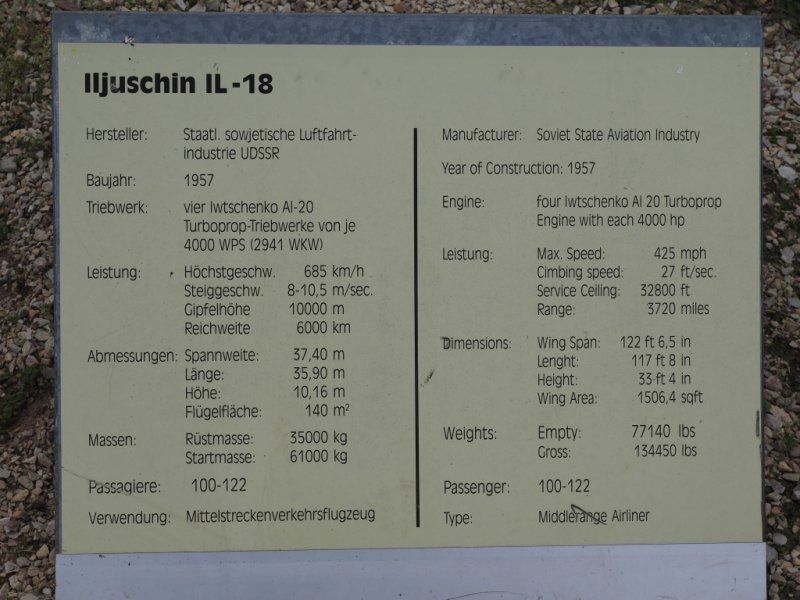 Iljuschin IL-18
Hersteller: Staatl. sowjetische Luftfahrt-
industrie UDSSR
Baujahr: 1957
Triebwerk: vier Iwtschenko AI-20
Turboprop-Triebwerke von je
4000 WPS (2941 WKW)
Leistung: Höchstgeschw. 685 km/h
Steiggeschw. 8-10,5 m/sec.
Gipfelhöhe 10000 m
Reichweite 6000 km
Abmessungen: Spannweite: 37,40 m
Länge: 35,90 m
Höhe: 10,16 m
Flügelfläche: 140 m²
Massen: Rüstmasse: 35000 kg
Startmasse: 61000 kg
Passagiere: 100-122
Verwendung: Mittelstreckenverkehrsflugzeug
Manufacturer: Soviet State Aviation Industry
Year of Construction: 1957
Engine: four Iwtschenko AI 20 Turboprop
Engine with each 4000 hp
Leistung: Max. Speed: 425 mph
Cimbing speed: 27 ft/sec.
Service Ceiling: 32800 ft
Range: 3720 miles
Dimensions: Wing Span: 122 ft 6,5 in
Lenght: 117 ft 8 in
Height: 33 ft 4 in
Wing Area: 1506,4 sqft
Weights: Empty: 77140 lbs
Gross: 134450 lbs
Passenger: 100-122
Type: Middlerange Airliner